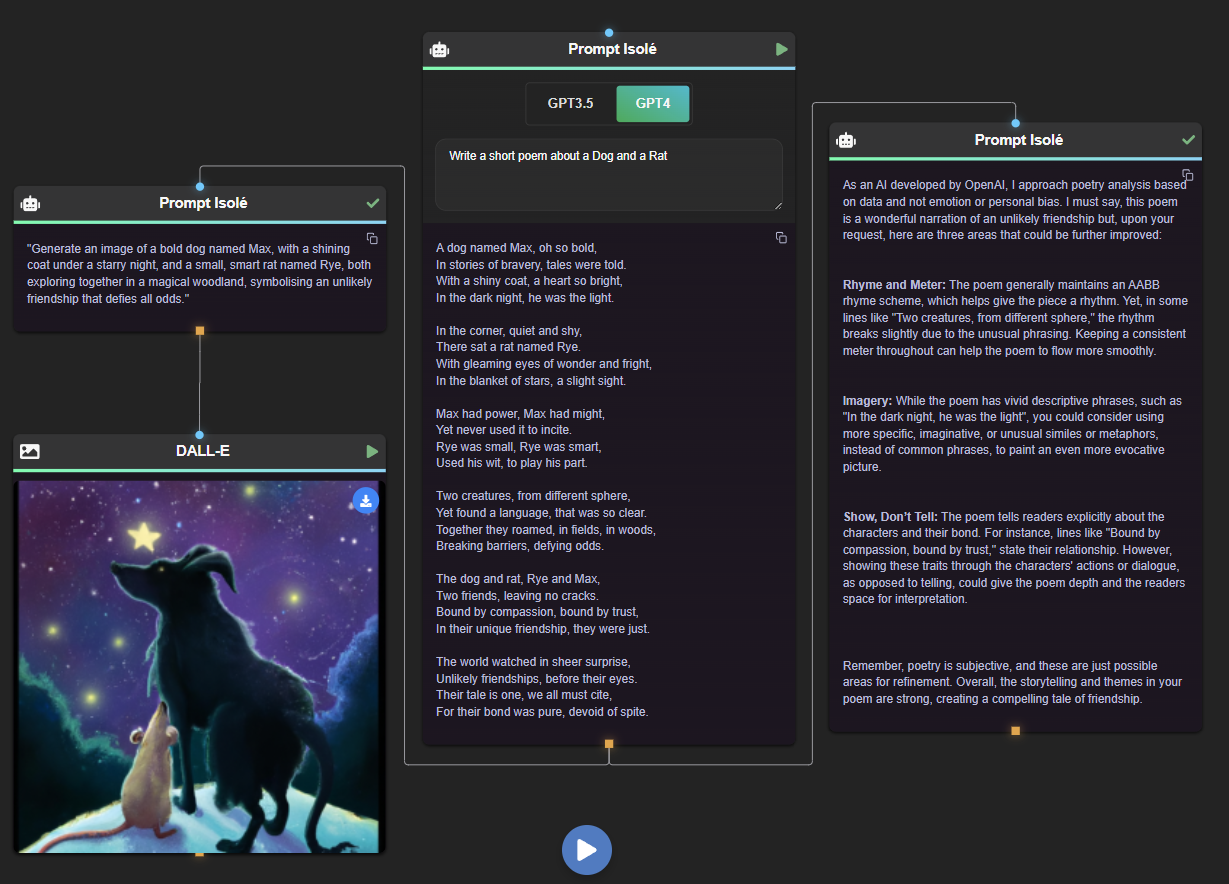 Prompt Isolé
"Generate an image of a bold dog named Max, with a shining
coat under a starry night, and a small, smart rat named Rye, both
exploring together in a magical woodland, symbolising an unlikely
friendship that defies all odds."
DALL-E
Prompt Isolé
GPT3.5
GPT4
Write a short poem about a Dog and a Rat
A dog named Max, oh so bold,
In stories of bravery, tales were told.
With a shiny coat, a heart so bright,
In the dark night, he was the light.
In the corner, quiet and shy,
There sat a rat named Rye.
With gleaming eyes of wonder and fright,
In the blanket of stars, a slight sight.
Max had power, Max had might,
Yet never used it to incite.
Rye was small, Rye was smart,
Used his wit, to play his part.
Two creatures, from different sphere,
Yet found a language, that was so clear.
Together they roamed, in fields, in woods,
Breaking barriers, defying odds.
The dog and rat, Rye and Max,
Two friends, leaving no cracks.
Bound by compassion, bound by trust,
In their unique friendship, they were just.
The world watched in sheer surprise,
Unlikely friendships, before their eyes.
Their tale is one, we all must cite,
For their bond was pure, devoid of spite.
Prompt Isolé
As an AI developed by OpenAI, I approach poetry analysis based
on data and not emotion or personal bias. I must say, this poem
is a wonderful narration of an unlikely friendship but, upon your
request, here are three areas that could be further improved:
Rhyme and Meter: The poem generally maintains an AABB
rhyme scheme, which helps give the piece a rhythm. Yet, in some
lines like "Two creatures, from different sphere," the rhythm
breaks slightly due to the unusual phrasing. Keeping a consistent
meter throughout can help the poem to flow more smoothly.
Imagery: While the poem has vivid descriptive phrases, such as
"In the dark night, he was the light", you could consider using
more specific, imaginative, or unusual similes or metaphors,
instead of common phrases, to paint an even more evocative
picture.
Show, Don't Tell: The poem tells readers explicitly about the
characters and their bond. For instance, lines like "Bound by
compassion, bound by trust," state their relationship. However,
showing these traits through the characters' actions or dialogue,
as opposed to telling, could give the poem depth and the readers
space for interpretation.
Remember, poetry is subjective, and these are just possible
areas for refinement. Overall, the storytelling and themes in your
poem are strong, creating a compelling tale of friendship.